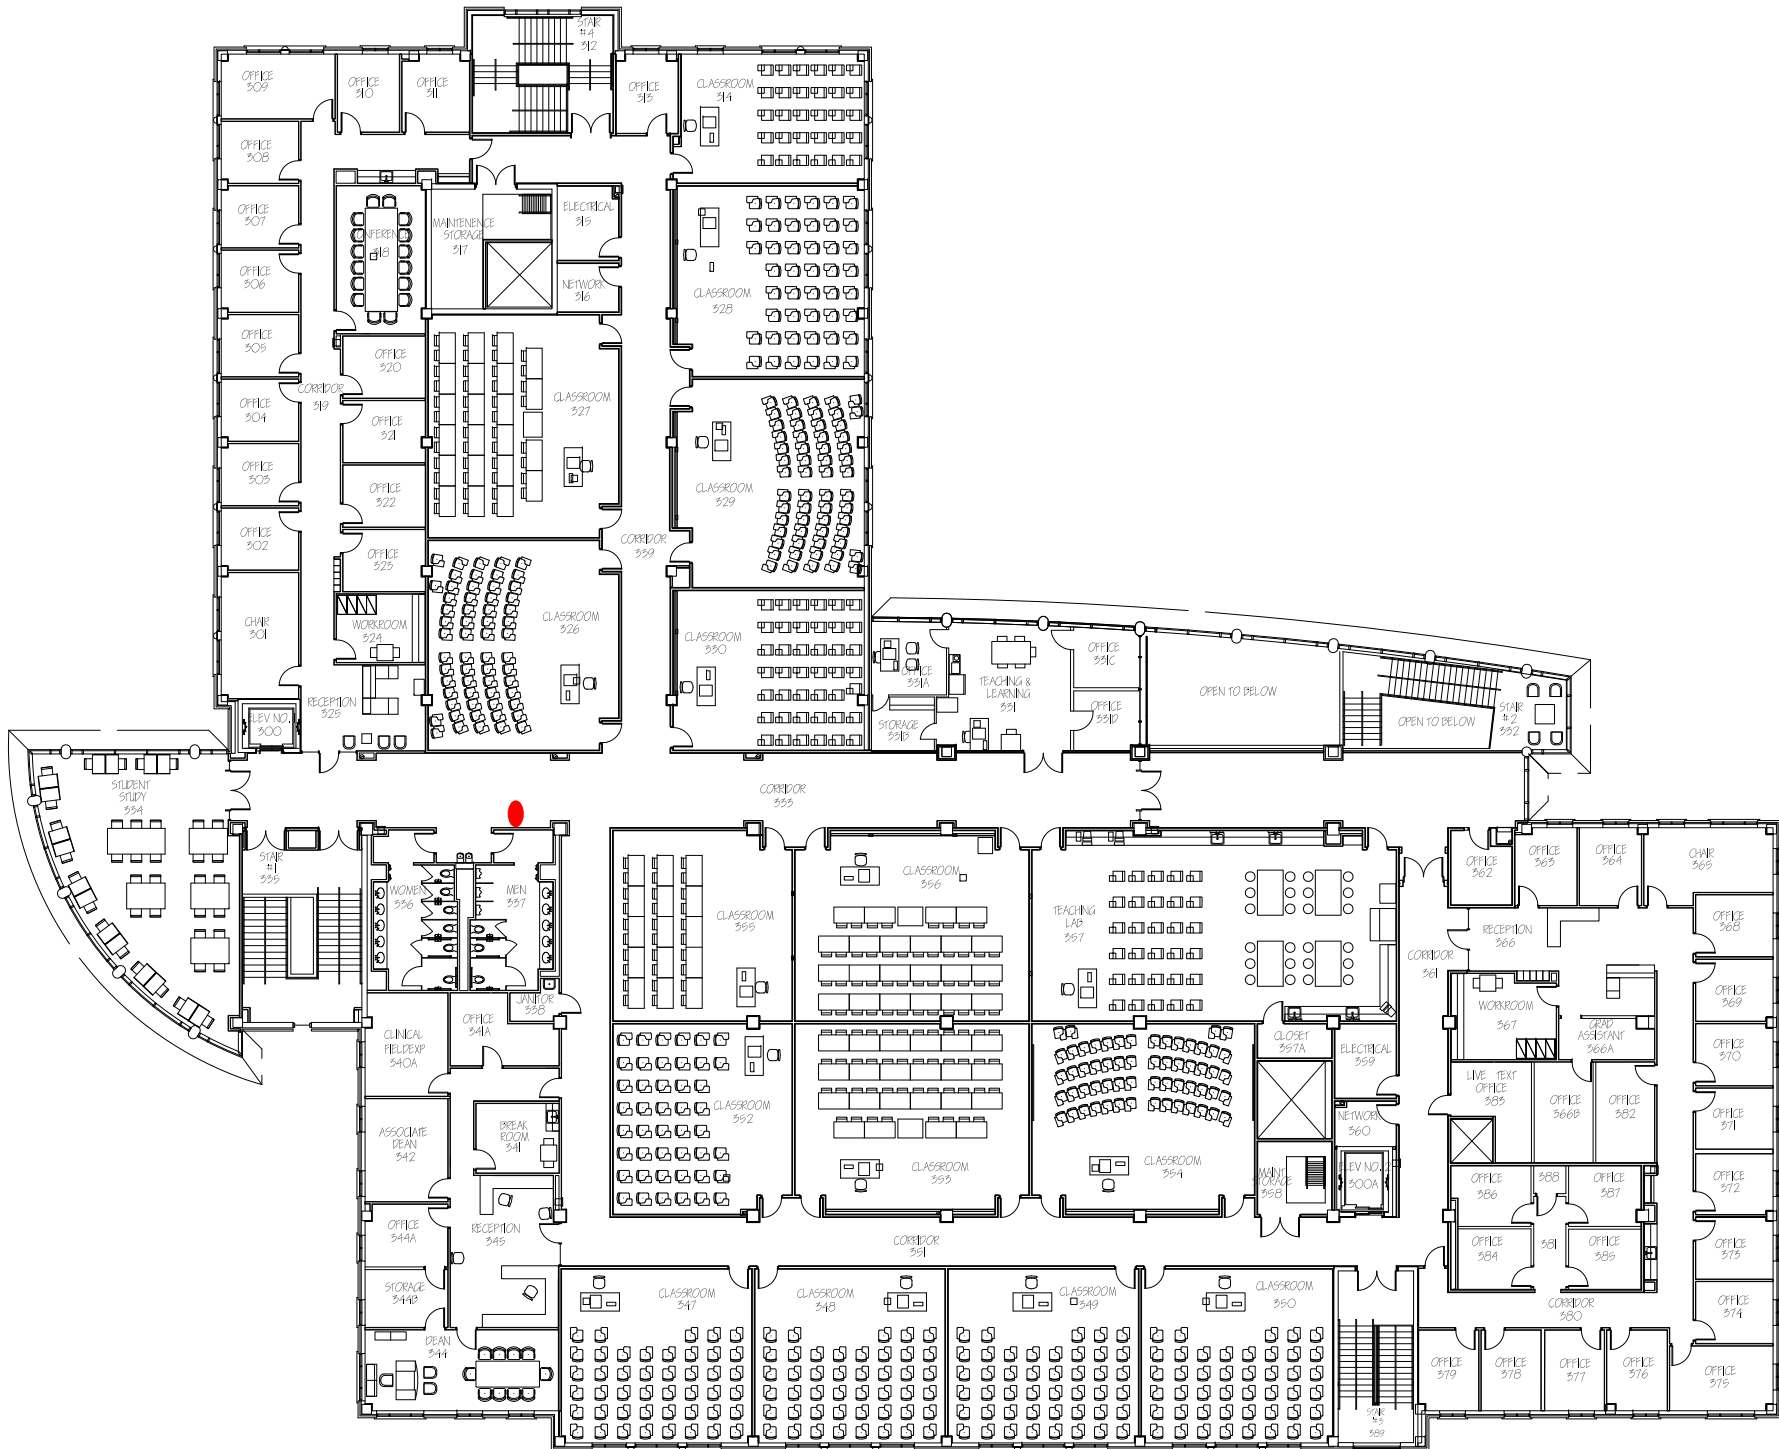 STAIR
#4
312
OFFICE
309
OFFICE
310
OFFICE
311
OFFICE
313
CLASSROOM
314
OFFICE
308
OFFICE
307
CONFERENCE
318
MAINTENENCE
STORAGE
317
ELECTRICAL
315
NETWORK
316
CLASSROOM
328
OFFICE
306
OFFICE
305
OFFICE
320
CORRIDOR
319
CLASSROOM
327
OFFICE
304
OFFICE
321
OFFICE
303
OFFICE
322
CLASSROOM
329
OFFICE
302
OFFICE
323
CORRIDOR
339
CHAIR
301
WORKROOM
324
CLASSROOM
326
CLASSROOM
330
OFFICE
331A
TEACHING &
LEARNING
331
OFFICE
331C
OFFICE
331D
STORAGE
331B
OPEN TO BELOW
OPEN TO BELOW
STAIR
#2
332
RECEPTION
325
ELEV NO. 1
300
STUDENT
STUDY
334
CORRIDOR
333
STAIR
#1
335
WOMEN
336
MEN
337
CLASSROOM
355
CLASSROOM
356
TEACHING
LAB
357
OFFICE
362
OFFICE
363
OFFICE
364
CHAIR
365
RECEPTION
366
OFFICE
368
CORRIDOR
361
OFFICE
369
WORKROOM
367
GRAD
ASSISTANT
366A
JANITOR
338
OFFICE
341A
CLINICAL
FIELDEXP
340A
CLOSET
357A
ELECTRICAL
359
OFFICE
370
LIVE TEXT
OFFICE
383
OFFICE
366B
OFFICE
382
OFFICE
371
ASSOCIATE
DEAN
342
BREAK
ROOM
341
CLASSROOM
352
CLASSROOM
353
CLASSROOM
354
NETWORK
360
MAINT.
STORAGE
358
ELEV NO. 2
300A
OFFICE
386
388
OFFICE
387
OFFICE
372
OFFICE
344A
RECEPTION
345
CORRIDOR
351
OFFICE
384
381
OFFICE
385
OFFICE
373
STORAGE
344B
CLASSROOM
347
CLASSROOM
348
CLASSROOM
349
CLASSROOM
350
CORRIDOR
380
OFFICE
374
DEAN
344
OFFICE
379
OFFICE
378
OFFICE
377
OFFICE
376
OFFICE
375
STAIR
#3
389